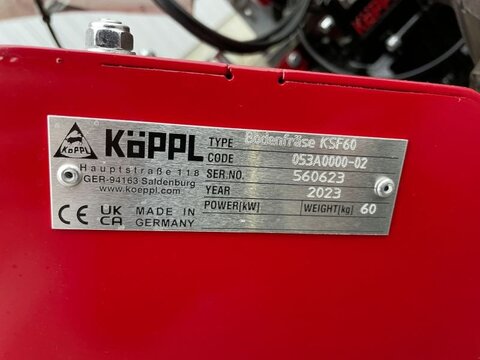 KÖPPL
KÖPPL
Hauptstraße 118
GER-94163 Saldenburg
www.koeppl.com
CE UK CA MADE IN GERMANY
TYPE Bodenfräse KSF60
CODE 053A0000-02
SER.NO. 560623
YEAR 2023
POWER[kW] WEIGHT[kg] 60